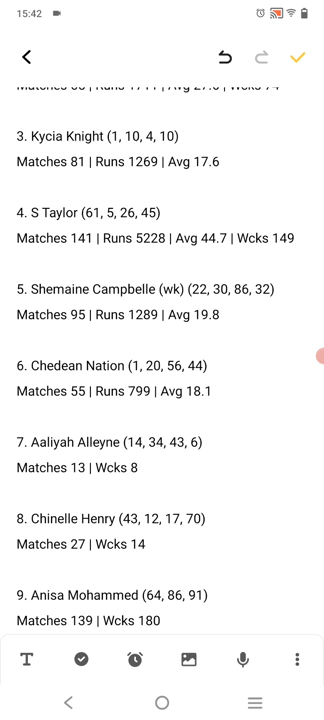 15:42
3. Kycia Knight (1, 10, 4, 10)
Matches 81 | Runs 1269 | Avg 17.6
4. S Taylor (61, 5, 26, 45)
Matches 141 | Runs 5228 | Avg 44.7 | Wcks 149
5. Shemaine Campbelle (wk) (22, 30, 86, 32)
Matches 95 | Runs 1289 | Avg 19.8
6. Chedean Nation (1, 20, 56, 44)
Matches 55 | Runs 799 | Avg 18.1
7. Aaliyah Alleyne (14, 34, 43, 6)
Matches 13 | Wcks 8
8. Chinelle Henry (43, 12, 17, 70)
Matches 27 | Wcks 14
9. Anisa Mohammed (64, 86, 91)
Matches 139 | Wcks 180
T